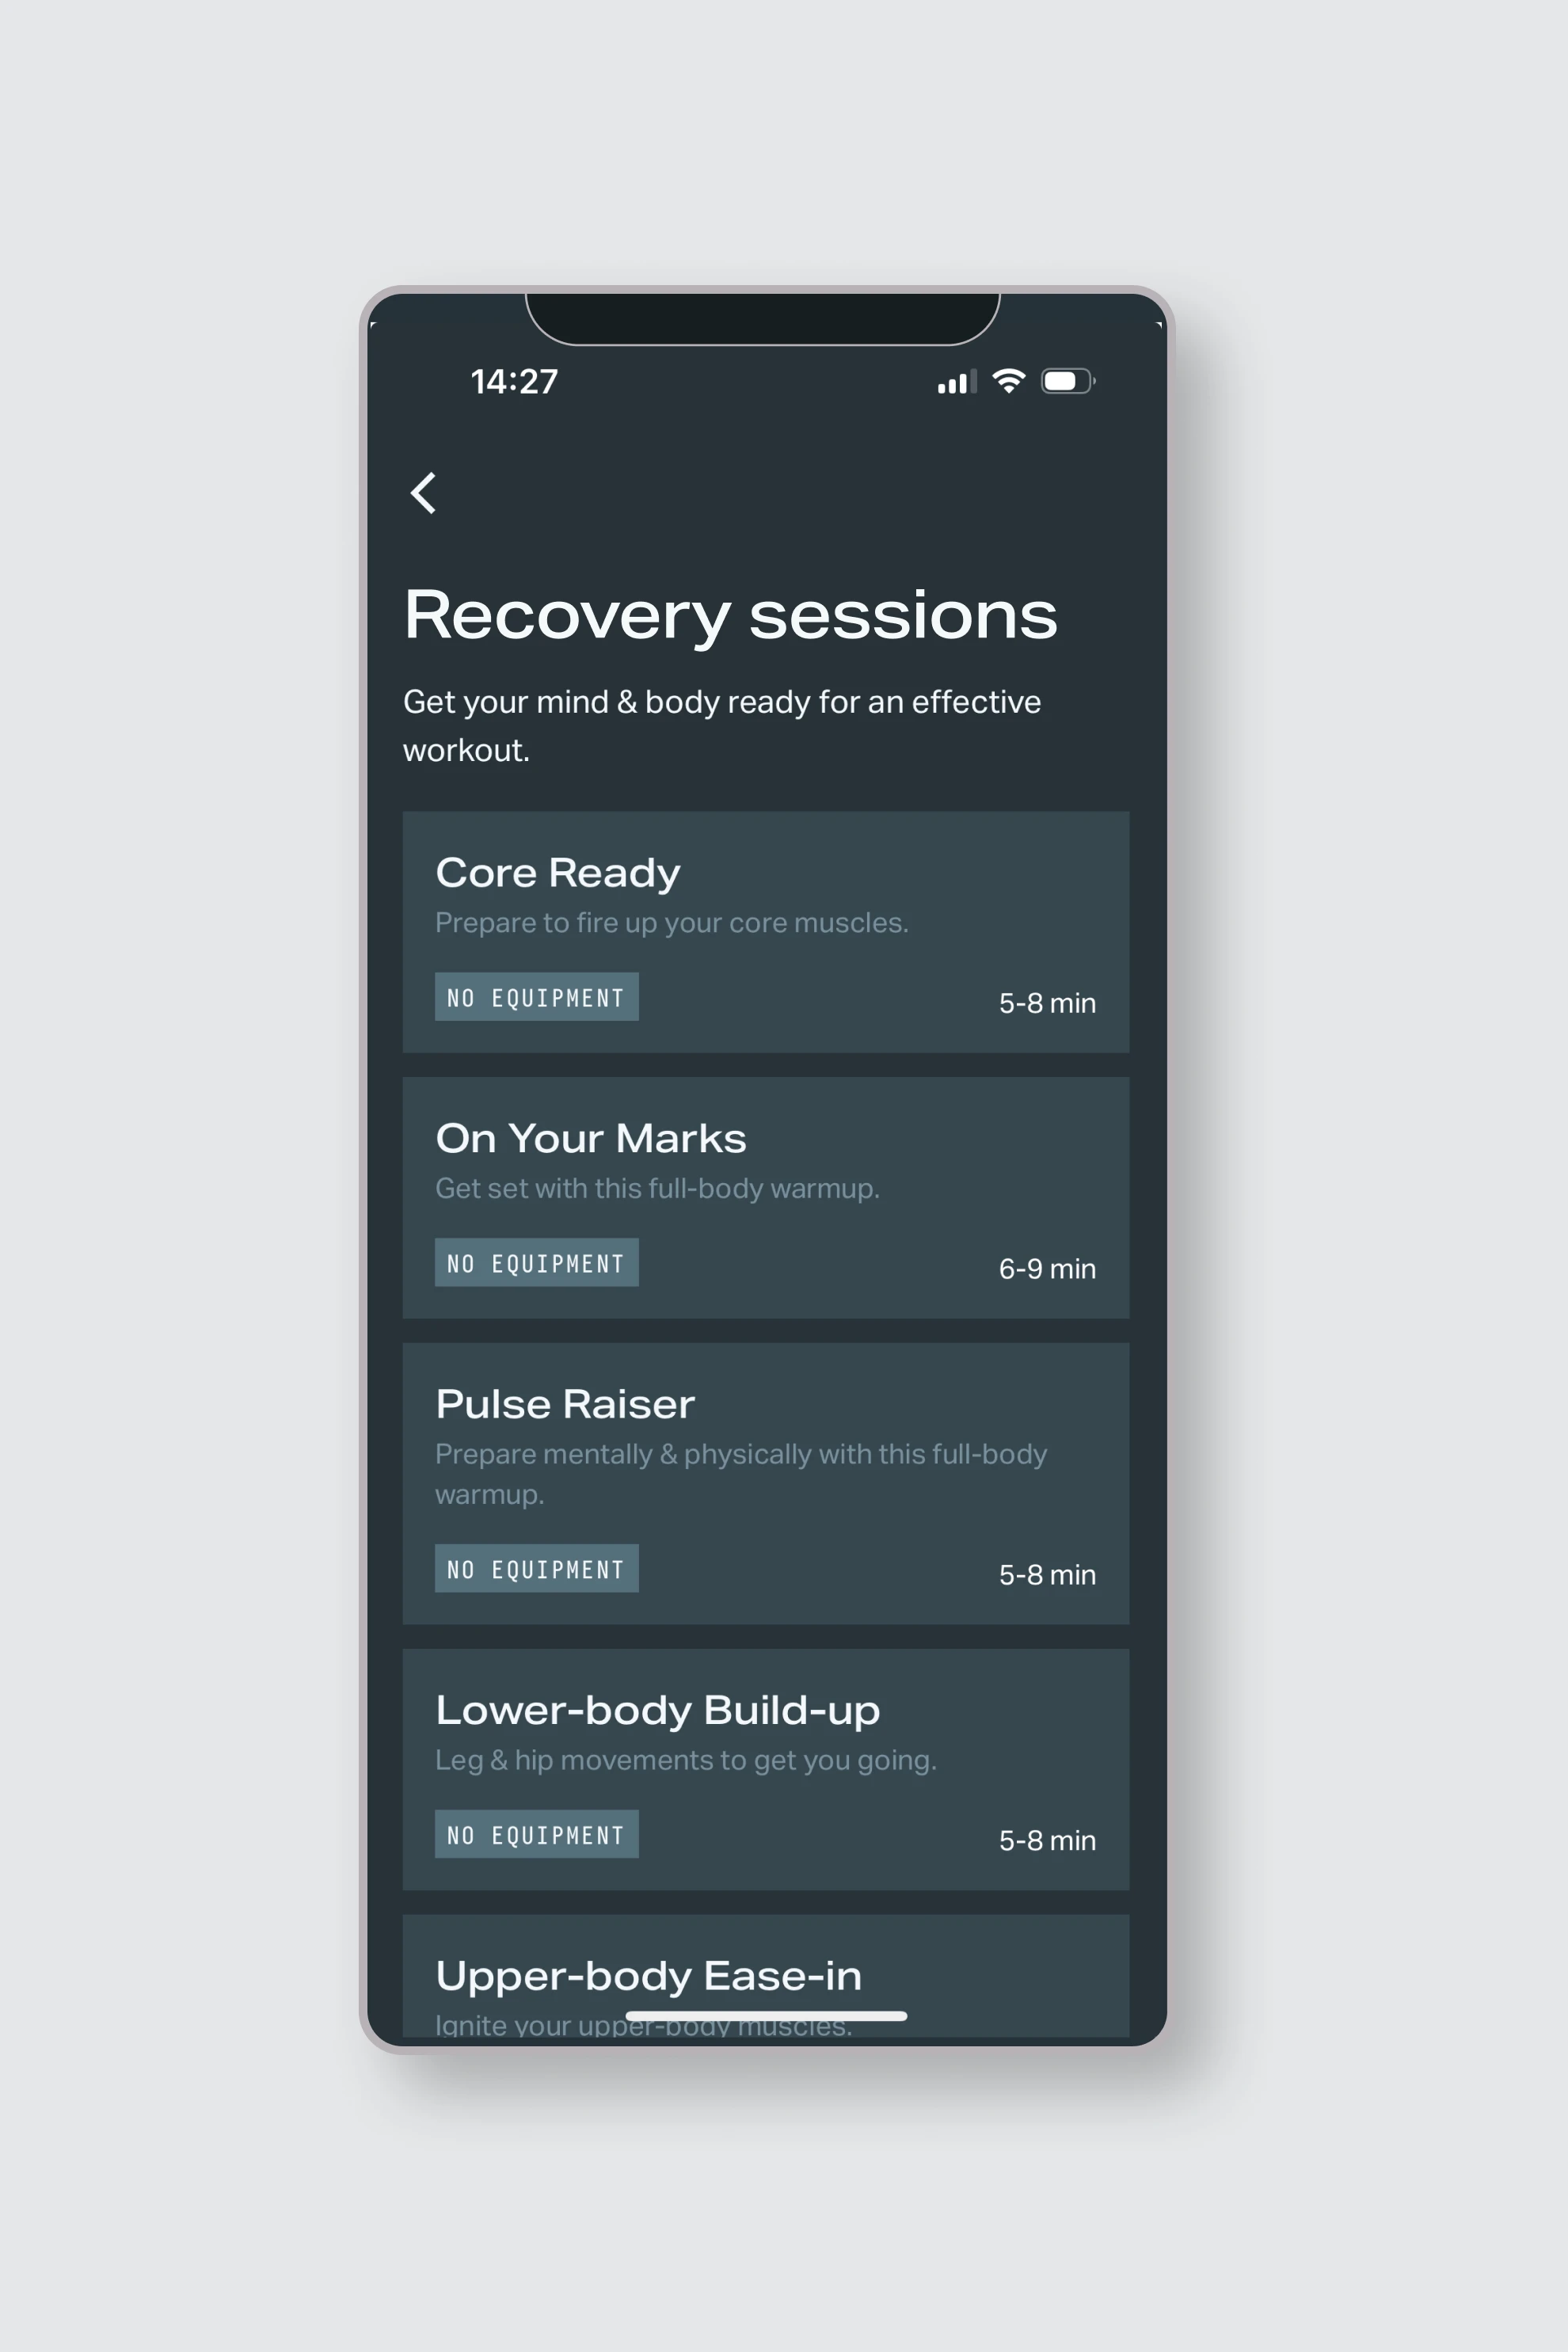 14:27
Recovery sessions
Get your mind & body ready for an effective
workout.
Core Ready
Prepare to fire up your core muscles.
NO EQUIPMENT
5-8 min
On Your Marks
Get set with this full-body warmup.
NO EQUIPMENT
6-9 min
Pulse Raiser
Prepare mentally & physically with this full-body
warmup.
NO EQUIPMENT
5-8 min
Lower-body Build-up
Leg & hip movements to get you going.
NO EQUIPMENT
5-8 min
Upper-body Ease-in
Ignite your upper-body muscles.